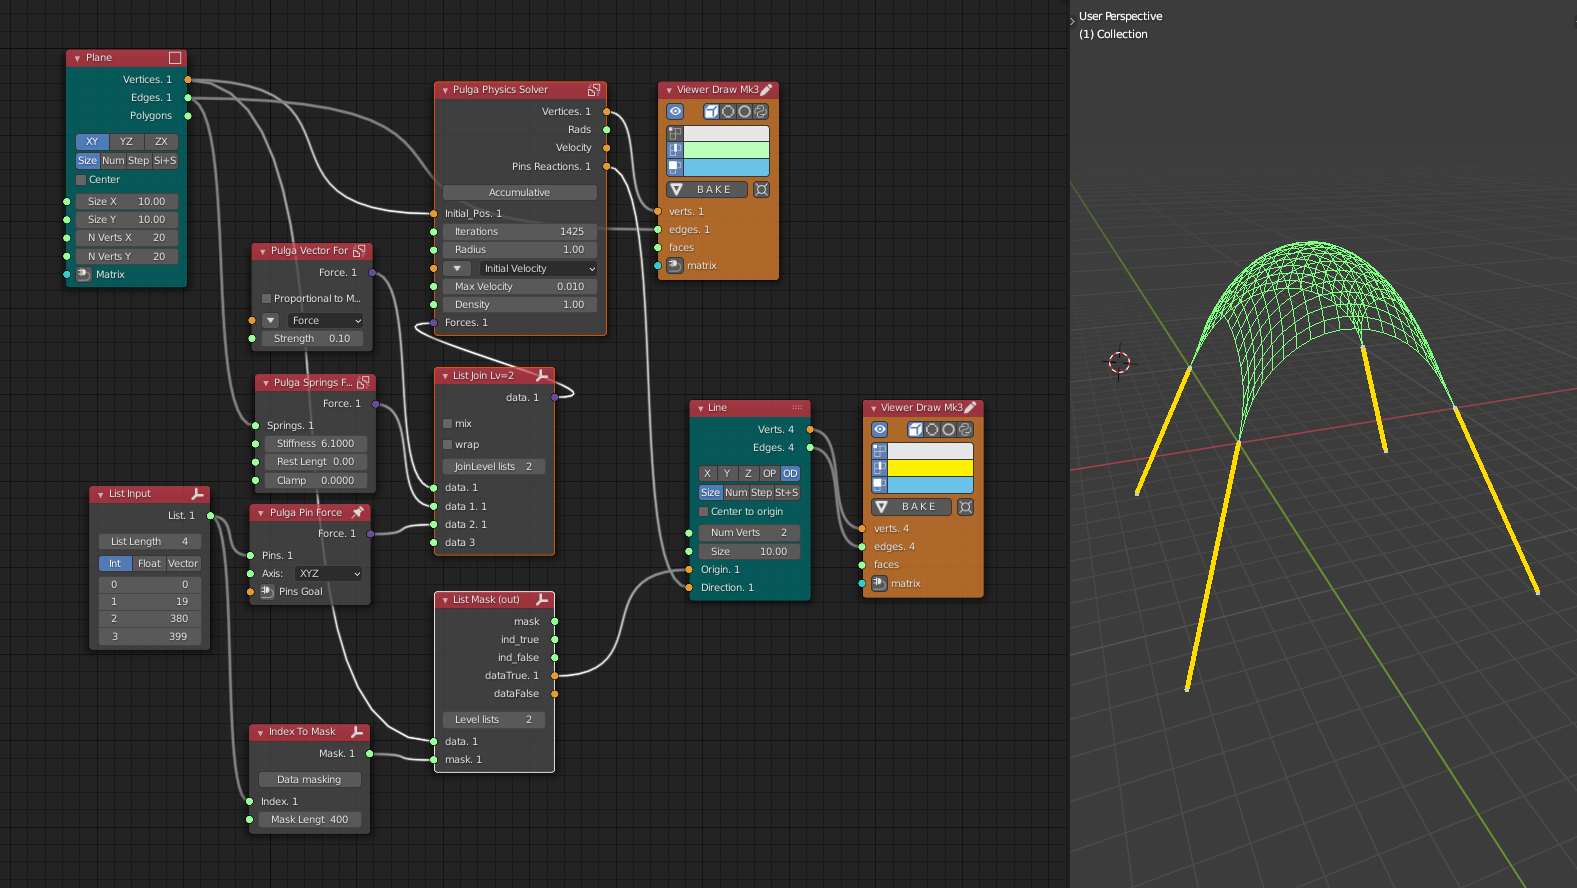 Plane
Vertices. 1
Edges. 1
Polygons
XY YZ ZX
Size Num Step Si+S
Center
Size X 10.00
Size Y 10.00
N Verts X 20
N Verts Y 20
Matrix
Pulga Vector For
Force. 1
Proportional to M...
Force
Strength 0.10
Pulga Springs F...
Force. 1
Springs. 1
Stiffness 6.1000
Rest Lengt 0.00
Clamp 0.0000
List Input
List. 1
List Length 4
Int Float Vector
0 0
1 19
2 380
3 399
Pulga Pin Force
Force. 1
Pins. 1
Axis: XYZ
Pins Goal
Index To Mask
Mask. 1
Data masking
Index. 1
Mask Lengt 400
Pulga Physics Solver
Vertices. 1
Rads
Velocity
Pins Reactions. 1
Accumulative
Initial_Pos. 1
Iterations 1425
Radius 1.00
Initial Velocity
Max Velocity 0.010
Density 1.00
Forces. 1
List Join Lv=2
data. 1
mix
wrap
JoinLevel lists 2
data. 1
data 1. 1
data 2. 1
data 3
List Mask (out)
mask
ind_true
ind_false
dataTrue. 1
dataFalse
Level lists 2
data. 1
mask. 1
Viewer Draw Mk3
BAKE
verts. 1
edges. 1
faces
matrix
Line
Verts. 4
Edges. 4
X Y Z OP OD
Size Num Step St+S
Center to origin
Num Verts 2
Size 10.00
Origin. 1
Direction. 1
Viewer Draw Mk3
BAKE
verts. 4
edges. 4
faces
matrix
User Perspective
(1) Collection